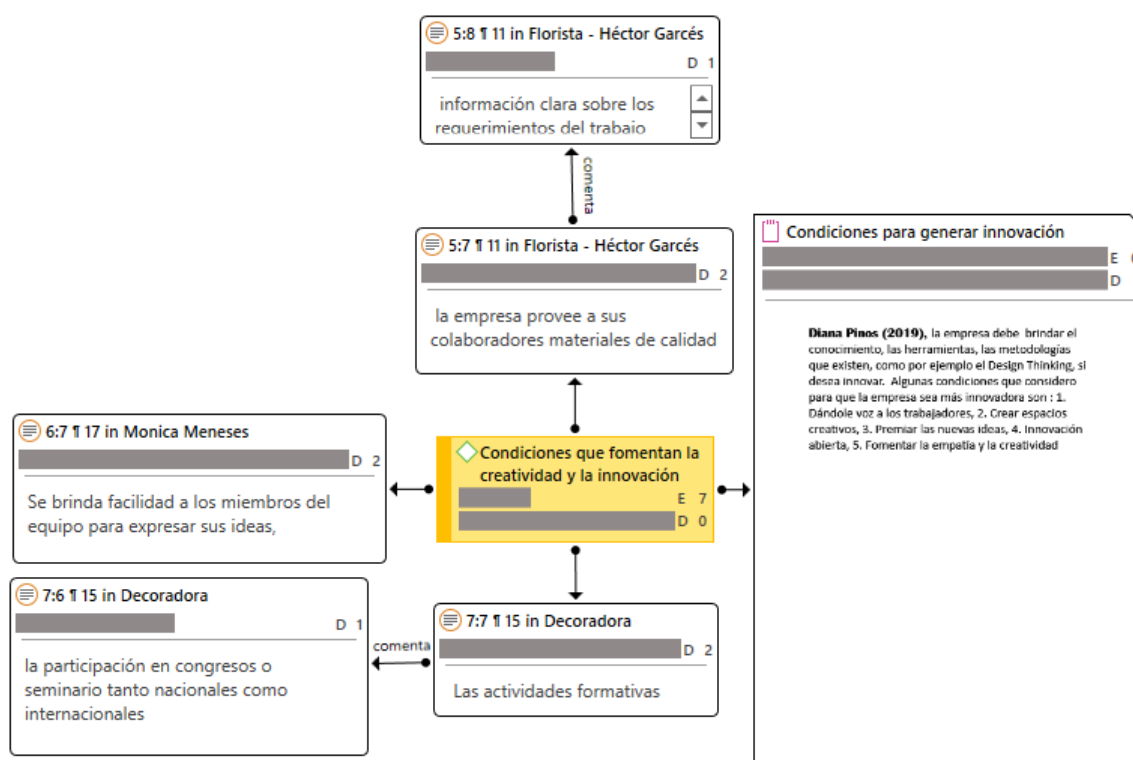 5:8 ¶ 11 in Florista - Héctor Garcés
D 1
información clara sobre los
requerimientos del trabajo
comenta
5:7 ¶ 11 in Florista - Héctor Garcés
D 2
la empresa provee a sus
colaboradores materiales de calidad
Condiciones para generar innovación
E
D
Diana Pinos (2019), la empresa debe brindar el
conocimiento, las herramientas, las metodologías
que existen, como por ejemplo el Design Thinking, si
desea innovar. Algunas condiciones que considero
para que la empresa sea más innovadora son : 1.
Dándole voz a los trabajadores, 2. Crear espacios
creativos, 3. Premiar las nuevas ideas, 4. Innovación
abierta, 5. Fomentar la empatía y la creatividad
6:7 ¶ 17 in Monica Meneses
D 2
Se brinda facilidad a los miembros del
equipo para expresar sus ideas,
Condiciones que fomentan la
creatividad y la innovación
E 7
D 0
7:6 ¶ 15 in Decoradora
D 1
la participación en congresos o
seminario tanto nacionales como
internacionales
comenta
7:7 ¶ 15 in Decoradora
D 2
Las actividades formativas